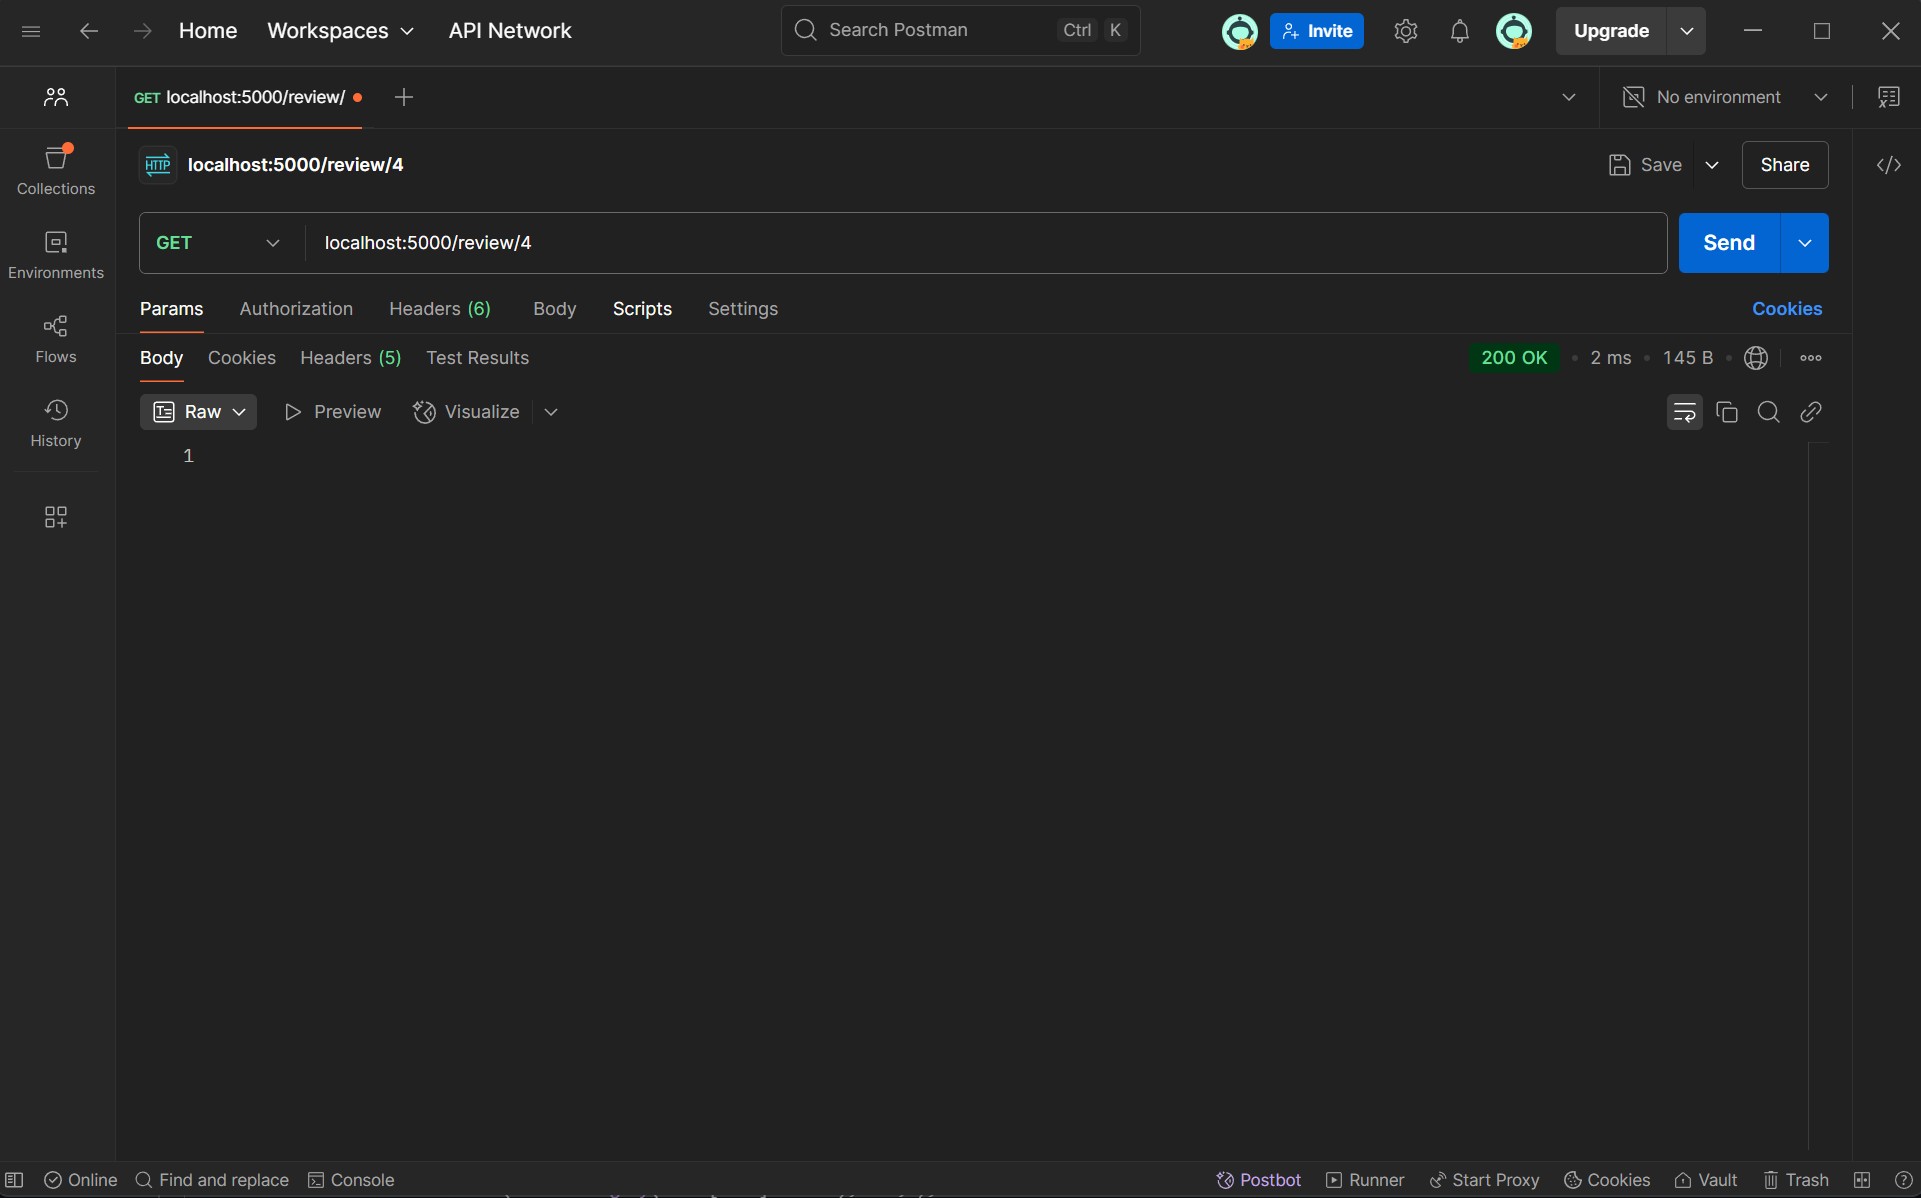 Home Workspaces API Network Search Postman Ctrl K Invite Upgrade
GET localhost:5000/review/ No environment
HTTP localhost:5000/review/4 Save Share
GET localhost:5000/review/4 Send
Params Authorization Headers (6) Body Scripts Settings Cookies
Body Cookies Headers (5) Test Results 200 OK • 2 ms • 145 B •
Raw Preview Visualize
1
Collections
Environments
Flows
History
Online Find and replace Console Postbot Runner Start Proxy Cookies Vault Trash